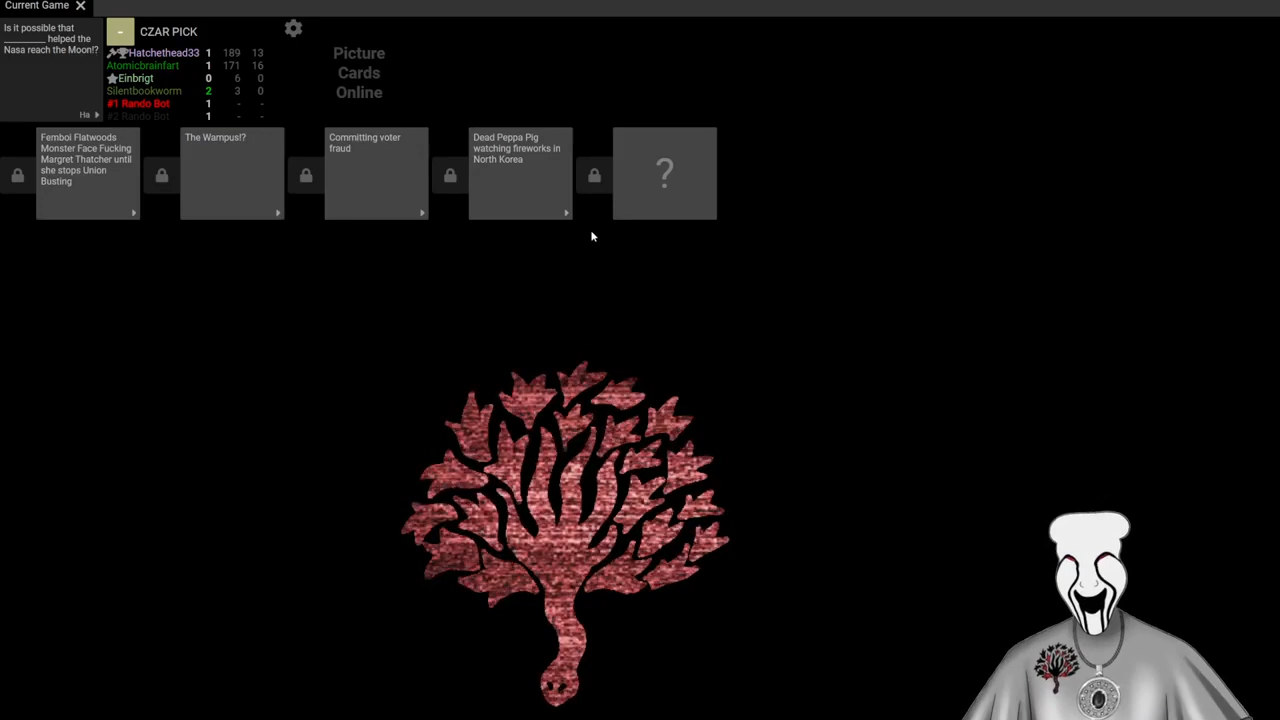 Current Game
Is it possible that
________ helped the
Nasa reach the Moon!?
Ha
- CZAR PICK
Hatchethead33 1 189 13
Atomicbrainfart 1 171 16
Einbrigt 0 6 0
Silentbookworm 2 3 0
#1 Rando Bot 1 - -
#2 Rando Bot 1 - -
Picture
Cards
Online
Femboi Flatwoods
Monster Face Fucking
Margret Thatcher until
she stops Union
Busting
The Wampus!?
Committing voter
fraud
Dead Peppa Pig
watching fireworks in
North Korea
?